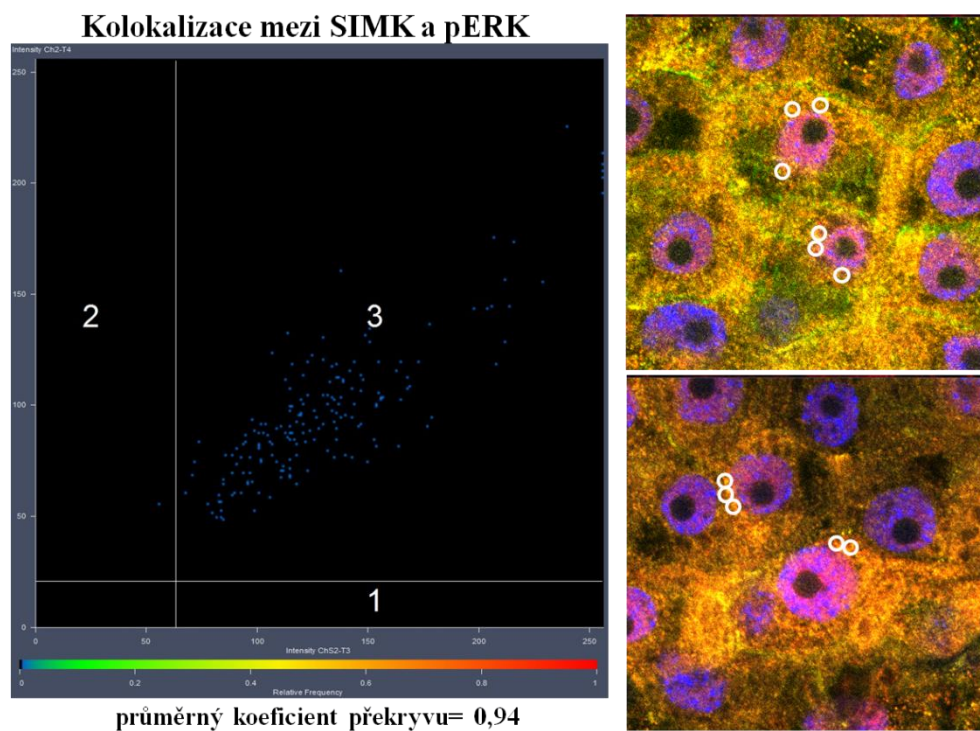 Kolokalizace mezi SIMK a pERK
Intensity Ch2-T4
250
200
150
100
50
0
2
3
1
0 50 100 150 200 250
Intensity ChS2-T3
0 0.2 0.4 0.6 0.8 1
Relative Frequency
průměrný koeficient překryvu= 0,94